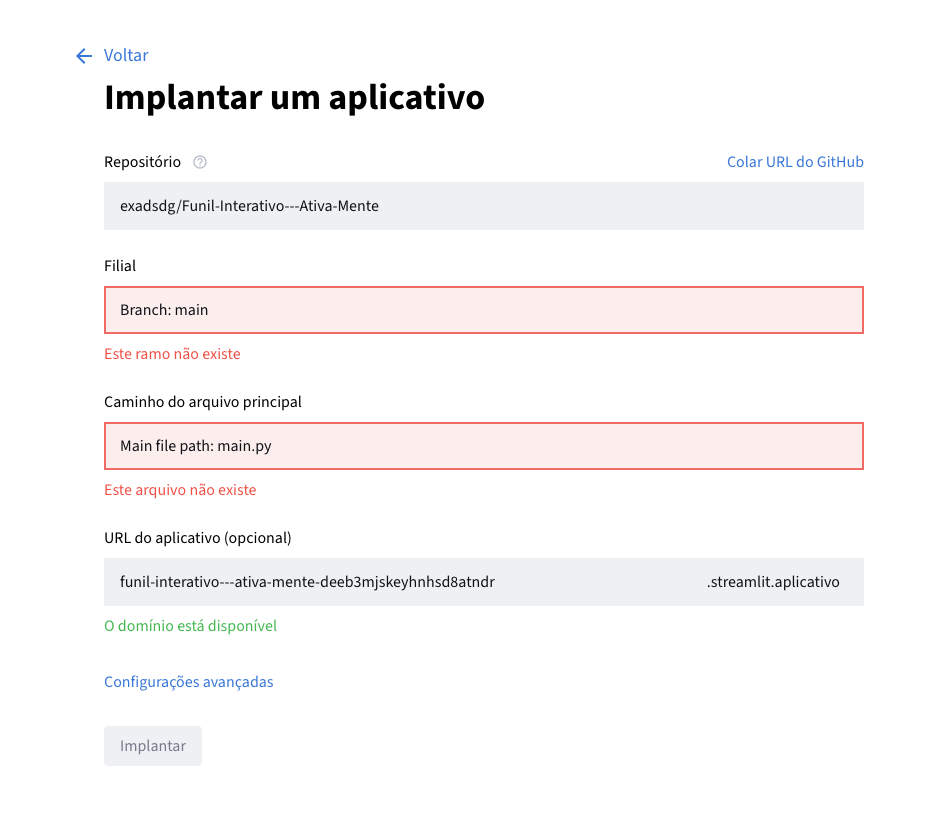 Voltar
Implantar um aplicativo
Repositório
Colar URL do GitHub
exadsdg/Funil-Interativo---Ativa-Mente
Filial
Branch: main
Este ramo não existe
Caminho do arquivo principal
Main file path: main.py
Este arquivo não existe
URL do aplicativo (opcional)
funil-interativo---ativa-mente-deeb3mjskeyhnhsd8atndr .streamlit.aplicativo
O domínio está disponível
Configurações avançadas
Implantar